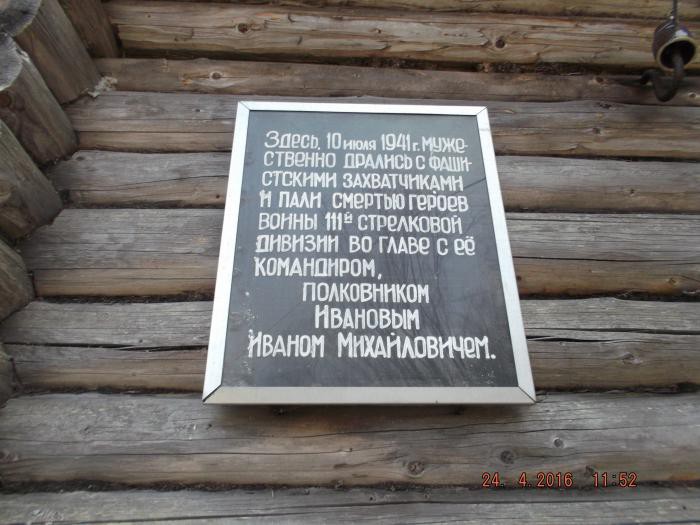 Здесь, 10 июля 1941 г. муже-
ственно дрались с фаши-
стскими захватчиками
и пали смертью героев
воины 111й стрелковой
дивизии во главе с её
командиром,
полковником
Ивановым
Иваном Михайловичем.
24. 4.2016 11:52